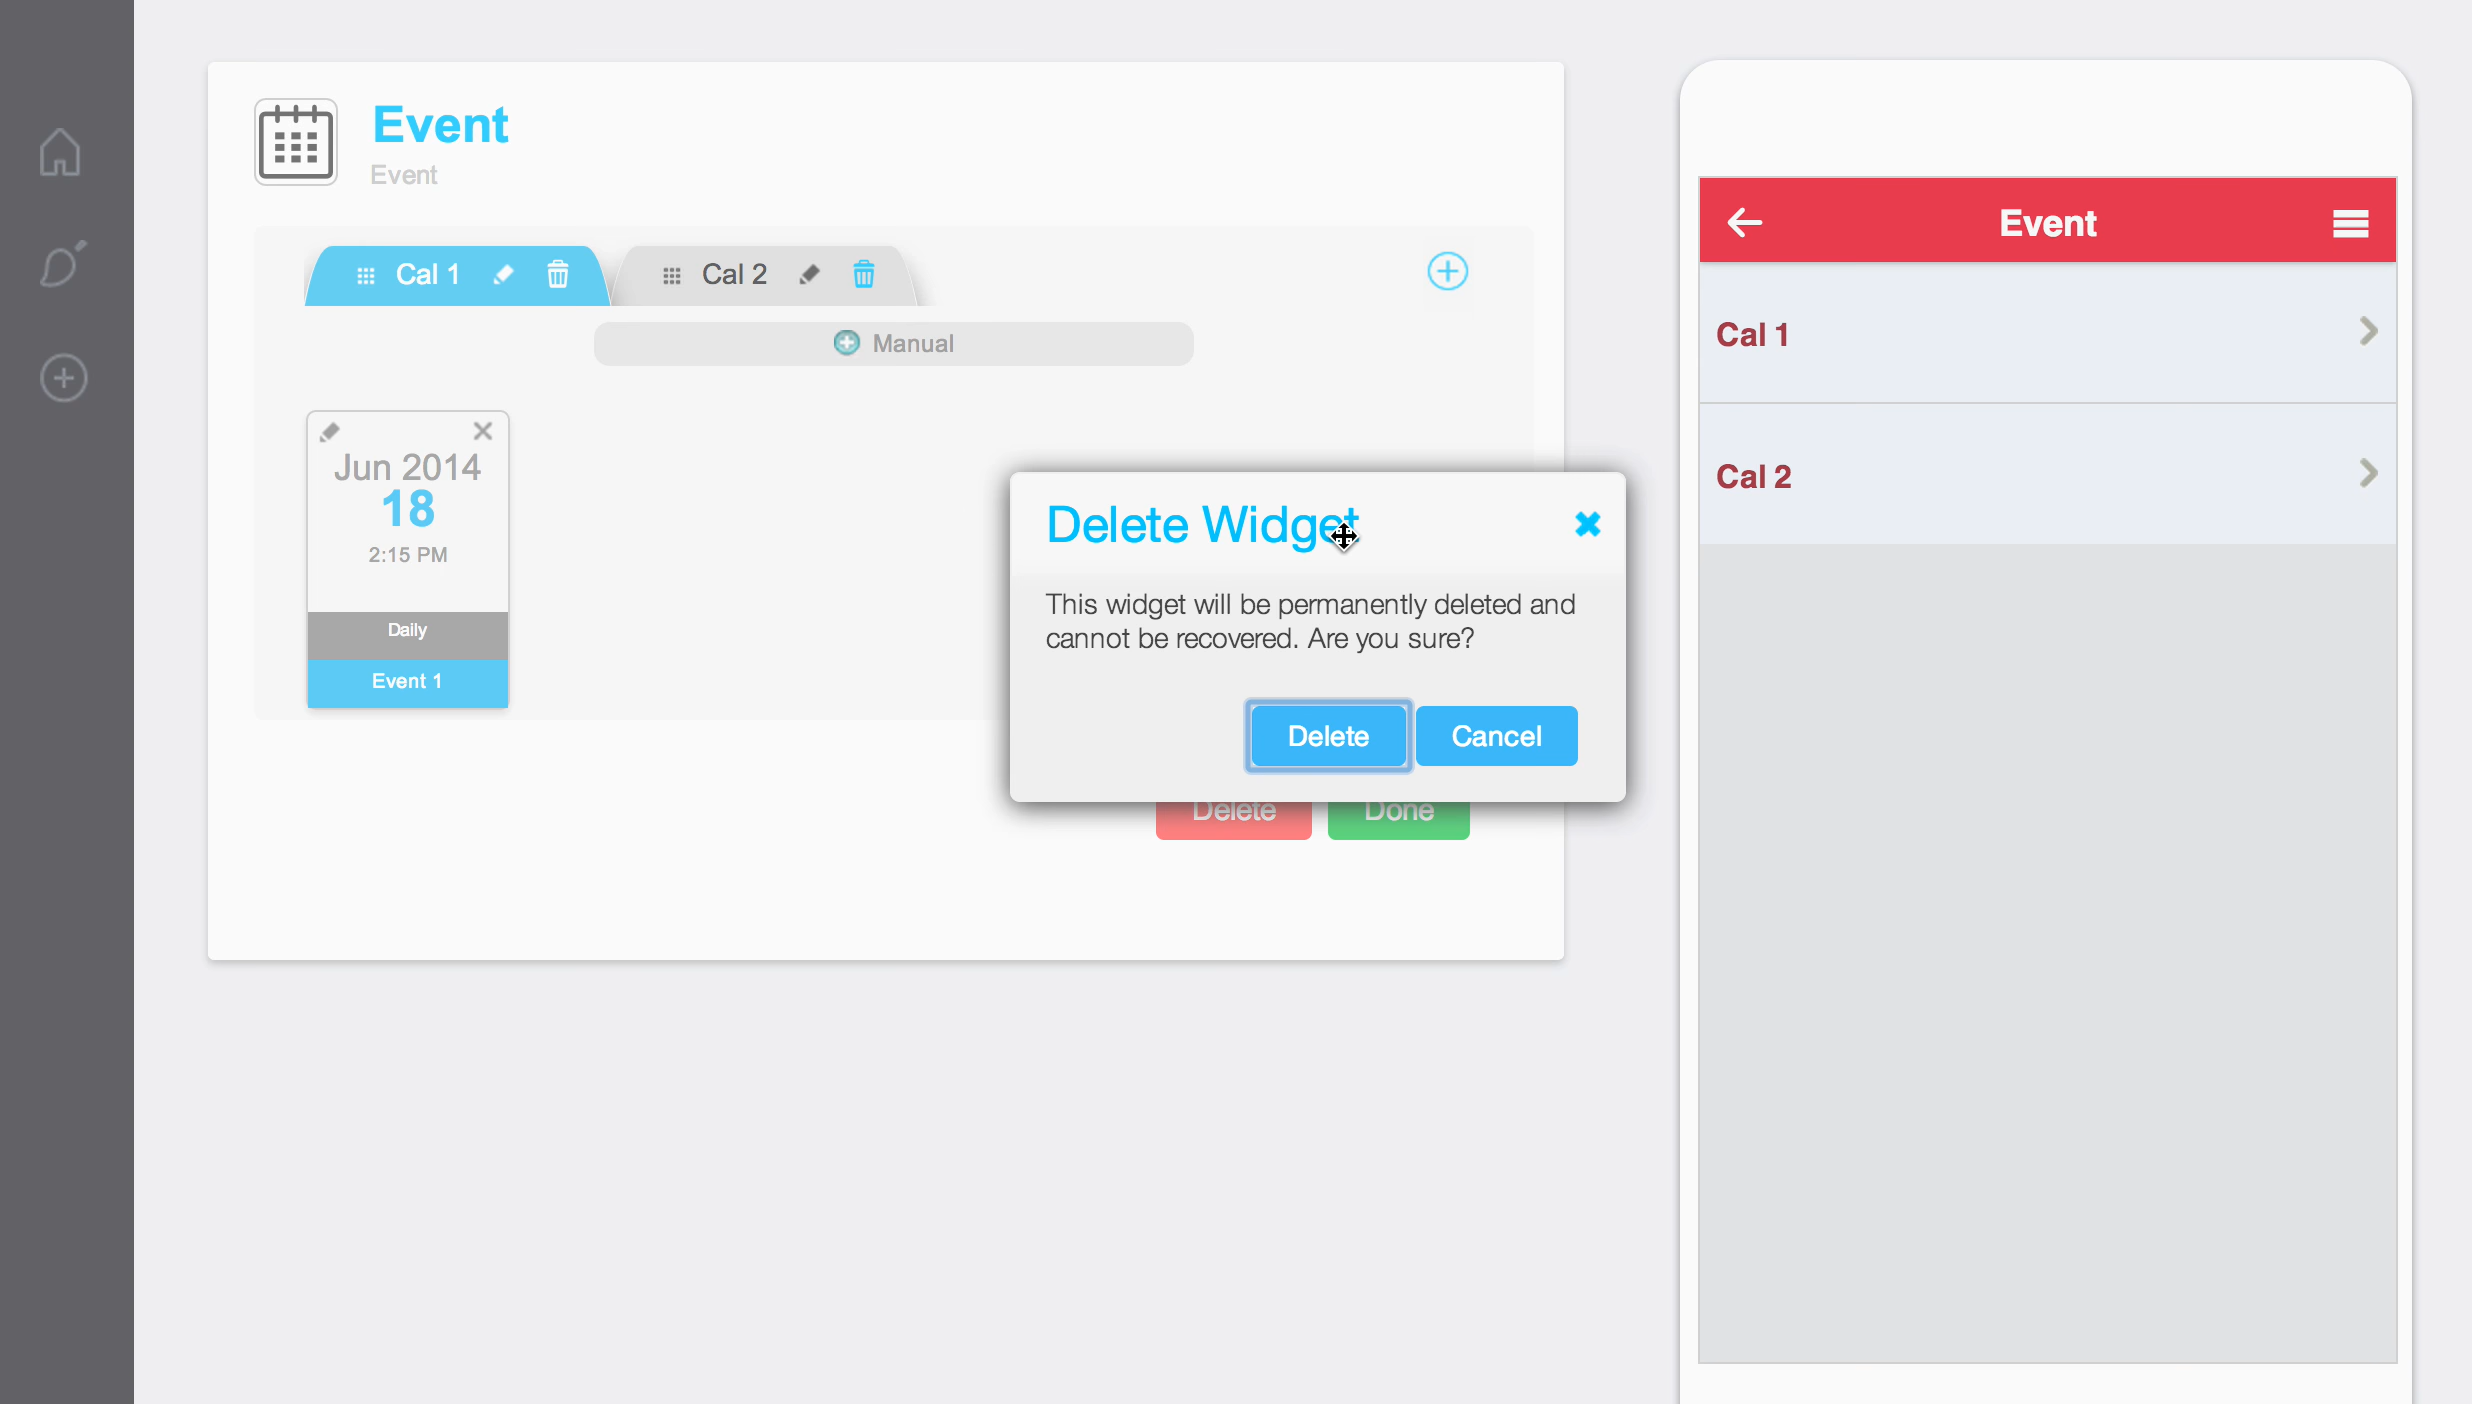 Event
Event
Cal 1
Cal 2
Manual
Jun 2014
18
2:15 PM
Daily
Event 1
Delete Widget
This widget will be permanently deleted and
cannot be recovered. Are you sure?
Delete
Cancel
Delete
Done
Event
Cal 1
Cal 2